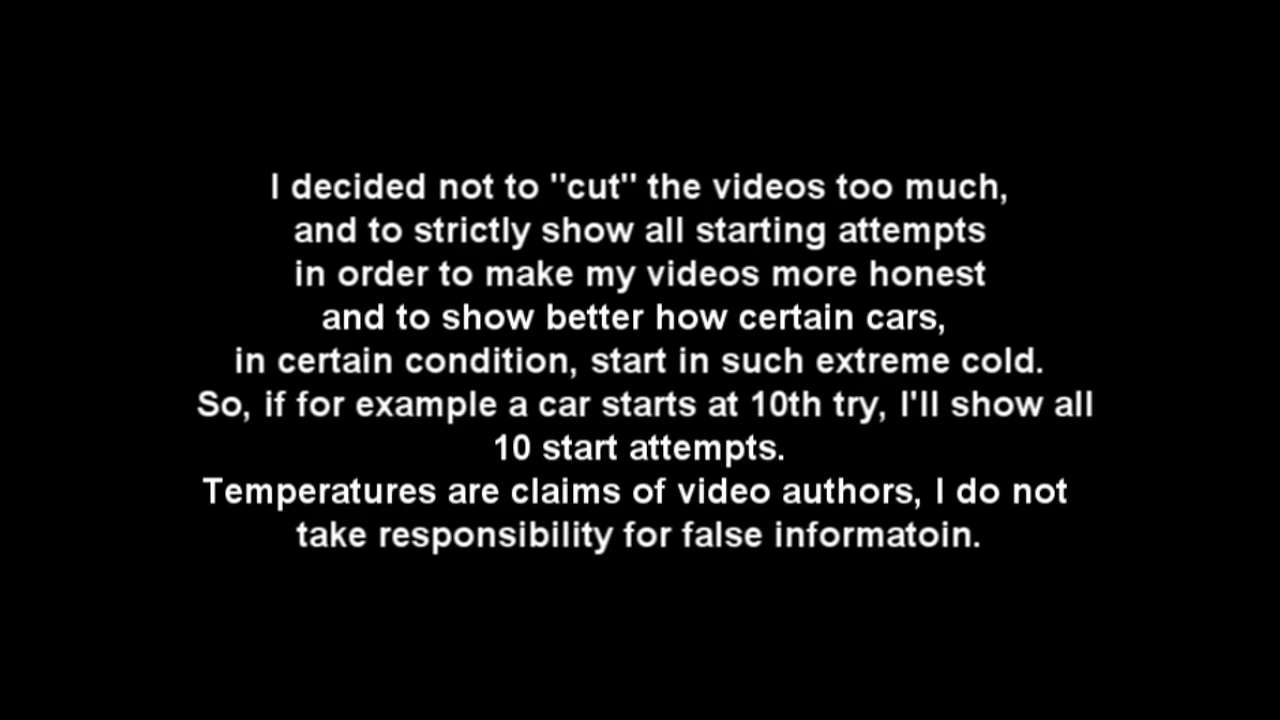 I decided not to "cut" the videos too much,
and to strictly show all starting attempts
in order to make my videos more honest
and to show better how certain cars,
in certain condition, start in such extreme cold.
So, if for example a car starts at 10th try, I'll show all
10 start attempts.
Temperatures are claims of video authors, I do not
take responsibility for false informatoin.